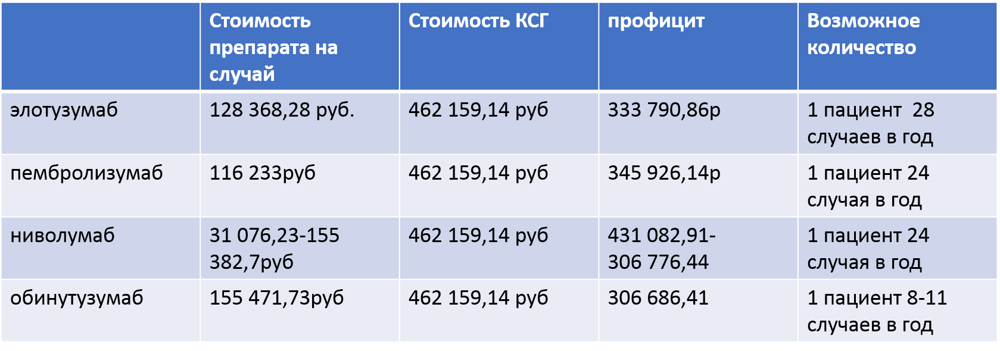 Стоимость препарата на случай
Стоимость КСГ
профицит
Возможное количество
элотузумаб
128 368,28 руб.
462 159,14 руб
333 790,86р
1 пациент  28 случаев в год
пембролизумаб
116 233руб
462 159,14 руб
345 926,14р
1 пациент 24 случая в год
ниволумаб
31 076,23-155 382,7руб
462 159,14 руб
431 082,91-306 776,44
1 пациент 24 случая в год
обинутузумаб
155 471,73руб
462 159,14 руб
306 686,41
1 пациент 8-11 случаев в год